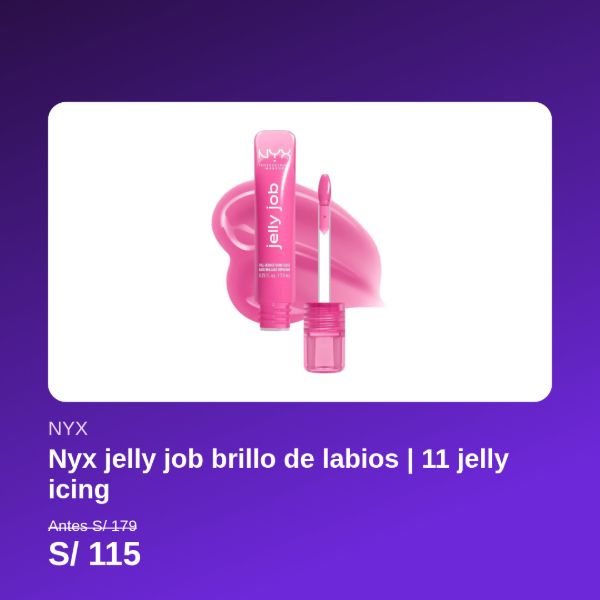 NYX
jelly job
NYX
Nyx jelly job brillo de labios | 11 jelly
icing
Antes S/ 179
S/ 115